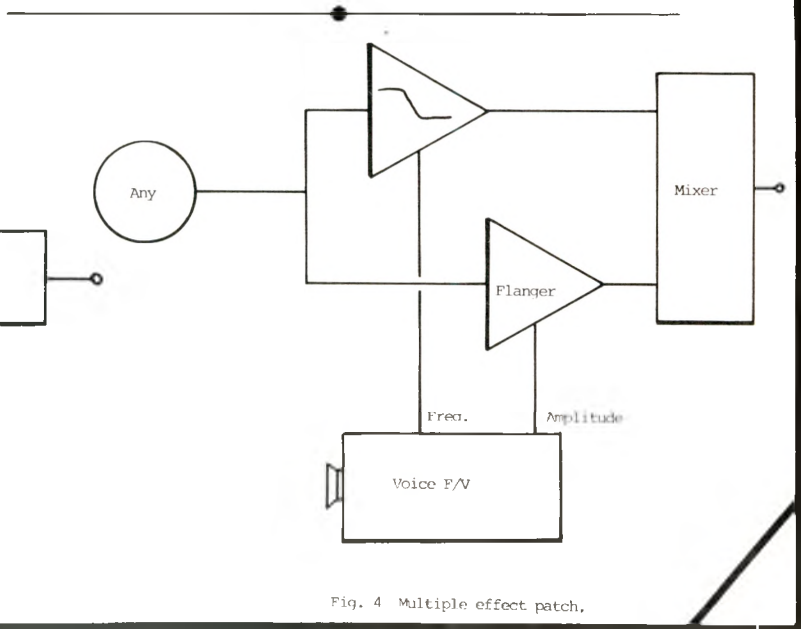 Any
Mixer
Flanger
Freq.
Amplitude
Voice F/V
Fig. 4 Multiple effect patch.